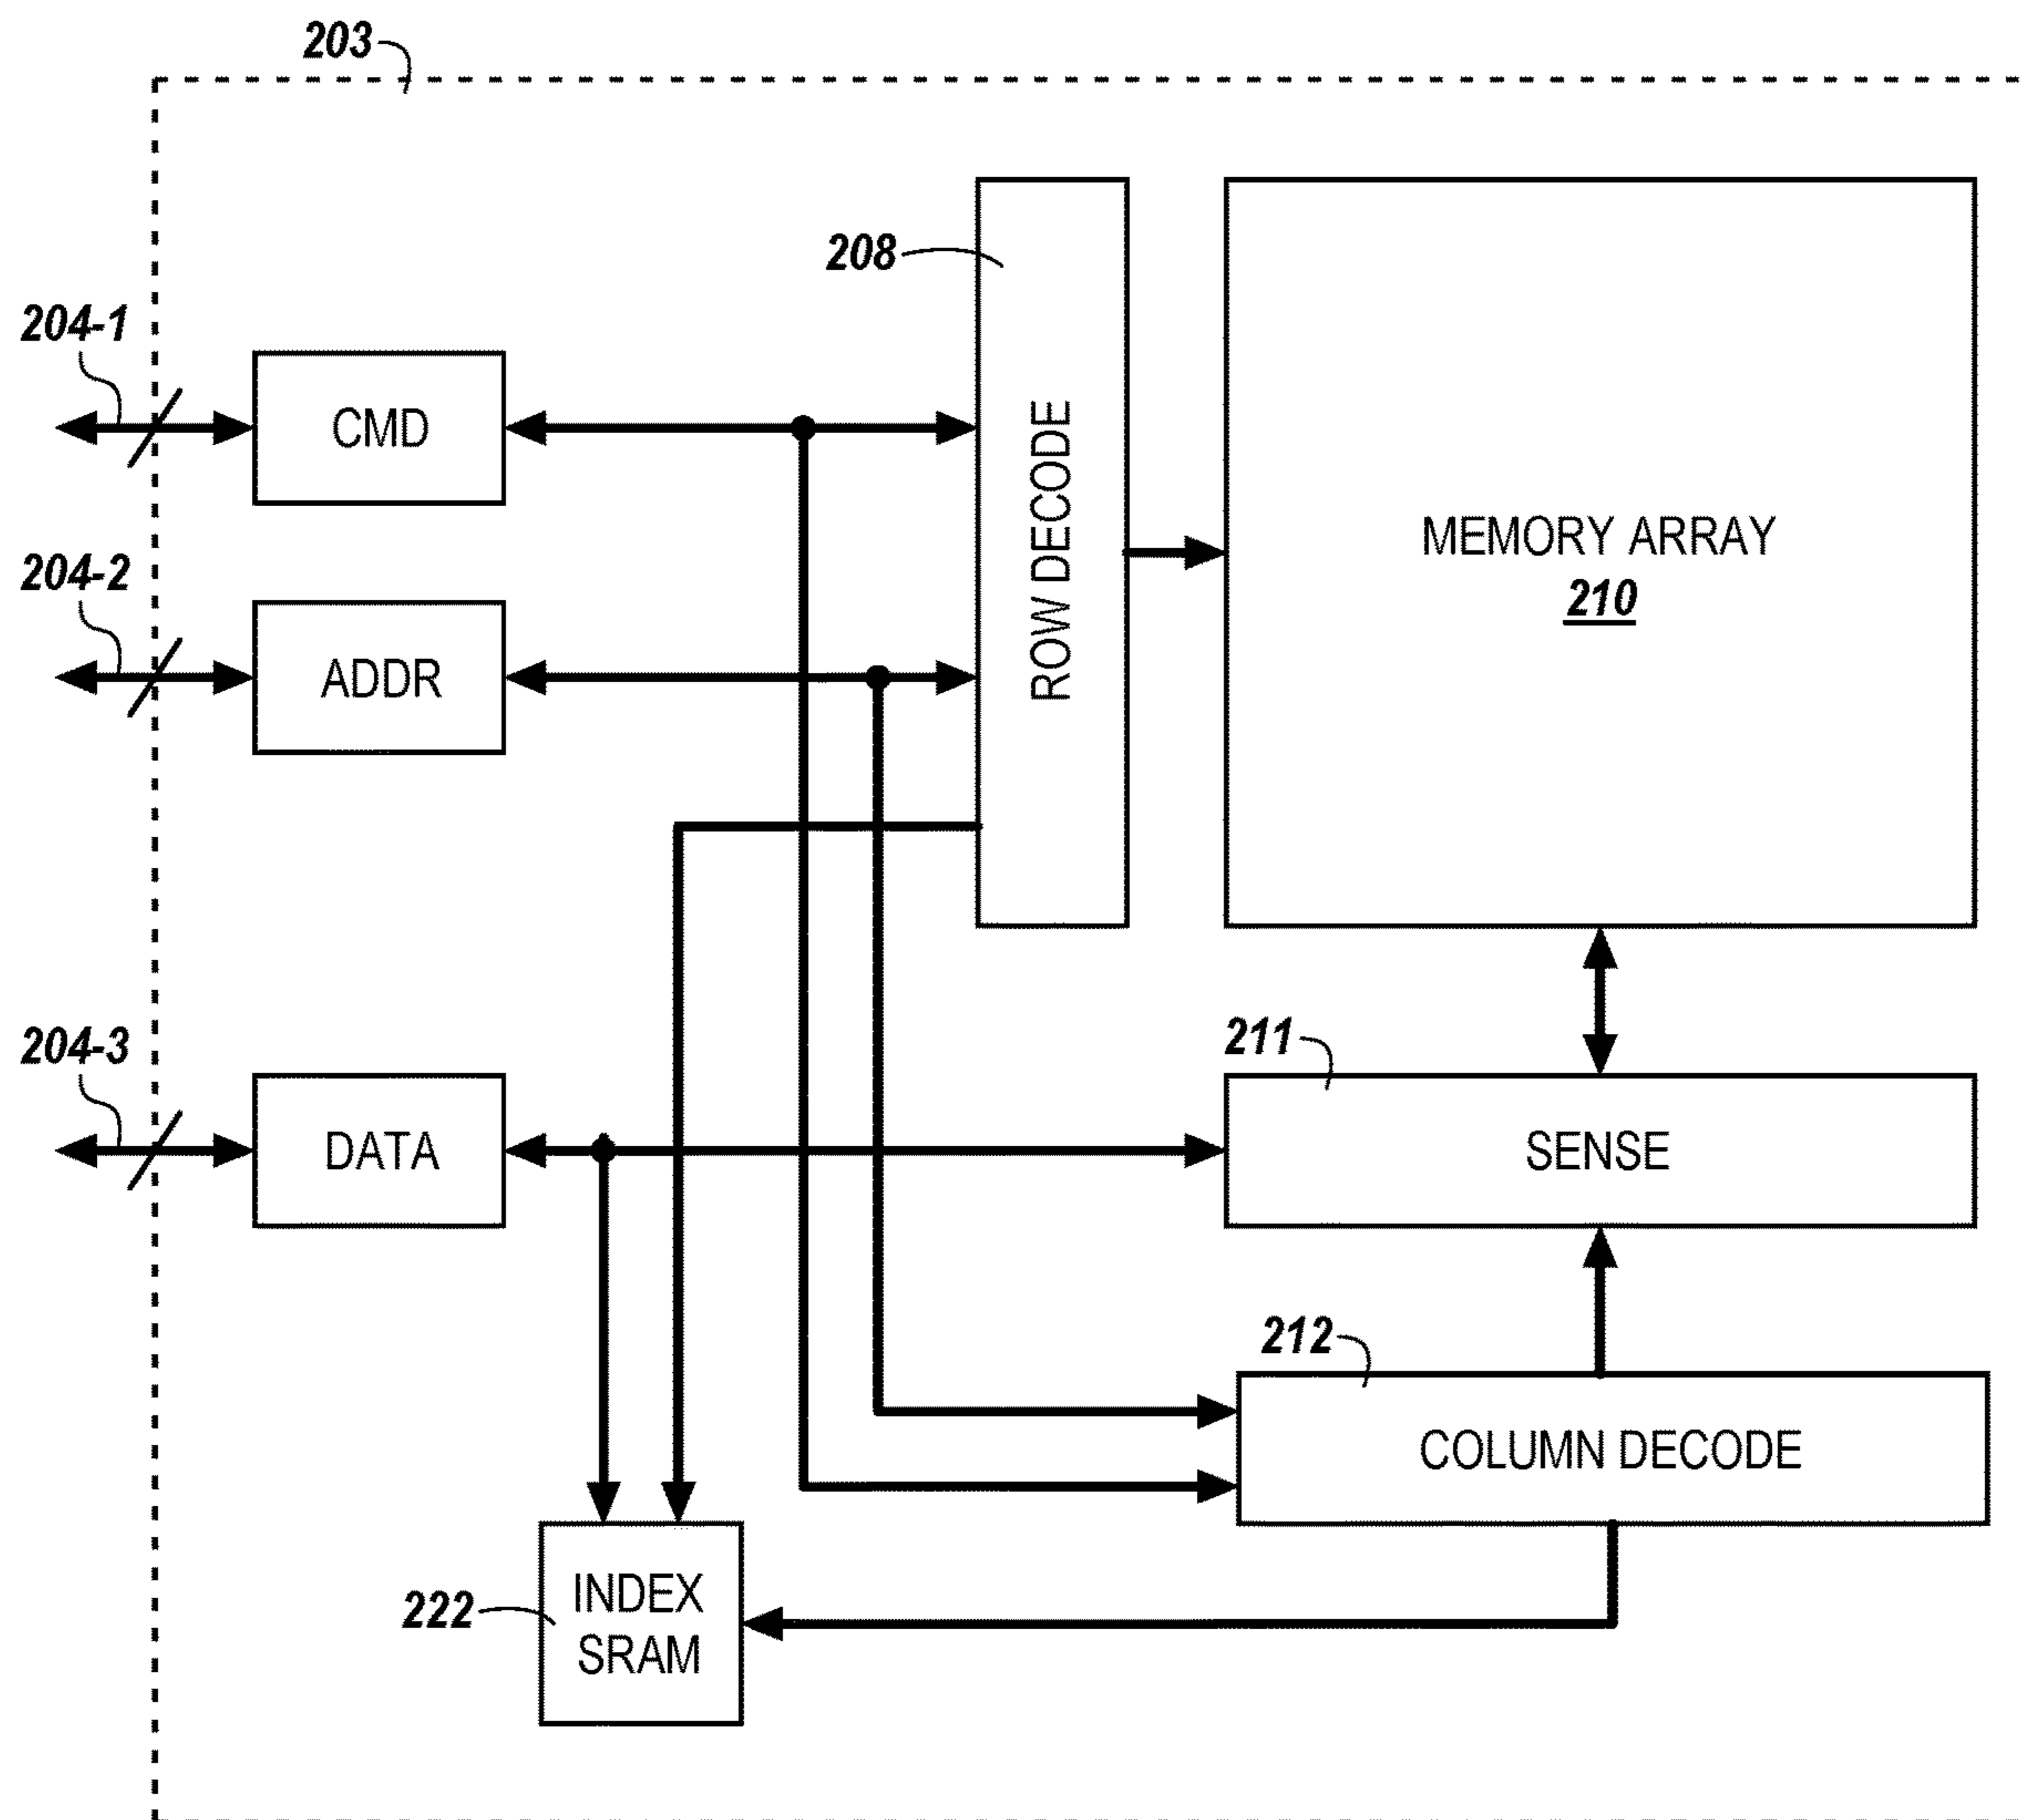 203
208
204-1
CMD
ROW DECODE
MEMORY ARRAY
210
204-2
ADDR
204-3
DATA
211
SENSE
212
COLUMN DECODE
222
INDEX
SRAM